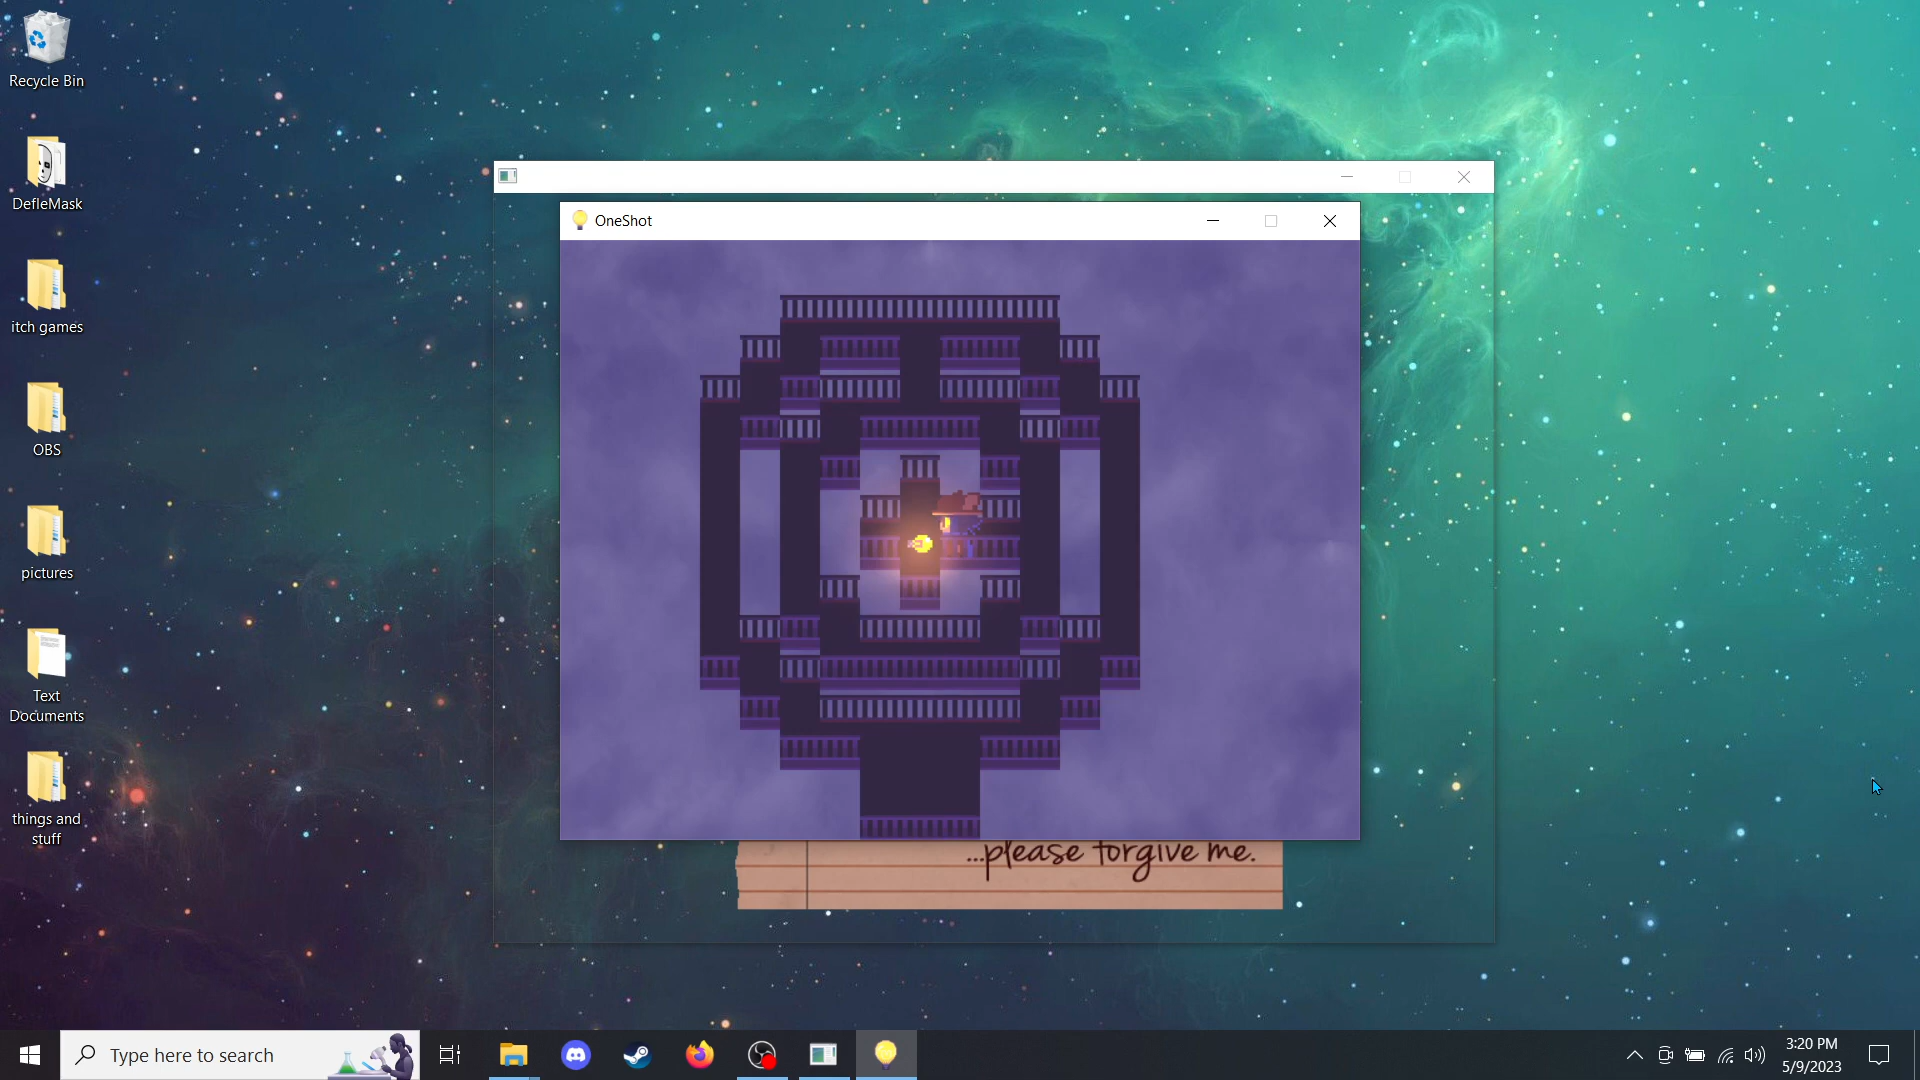 Recycle Bin
DefleMask
itch games
OBS
pictures
Text
Documents
things and
stuff
OneShot
...please forgive me.
Type here to search
3:20 PM
5/9/2023